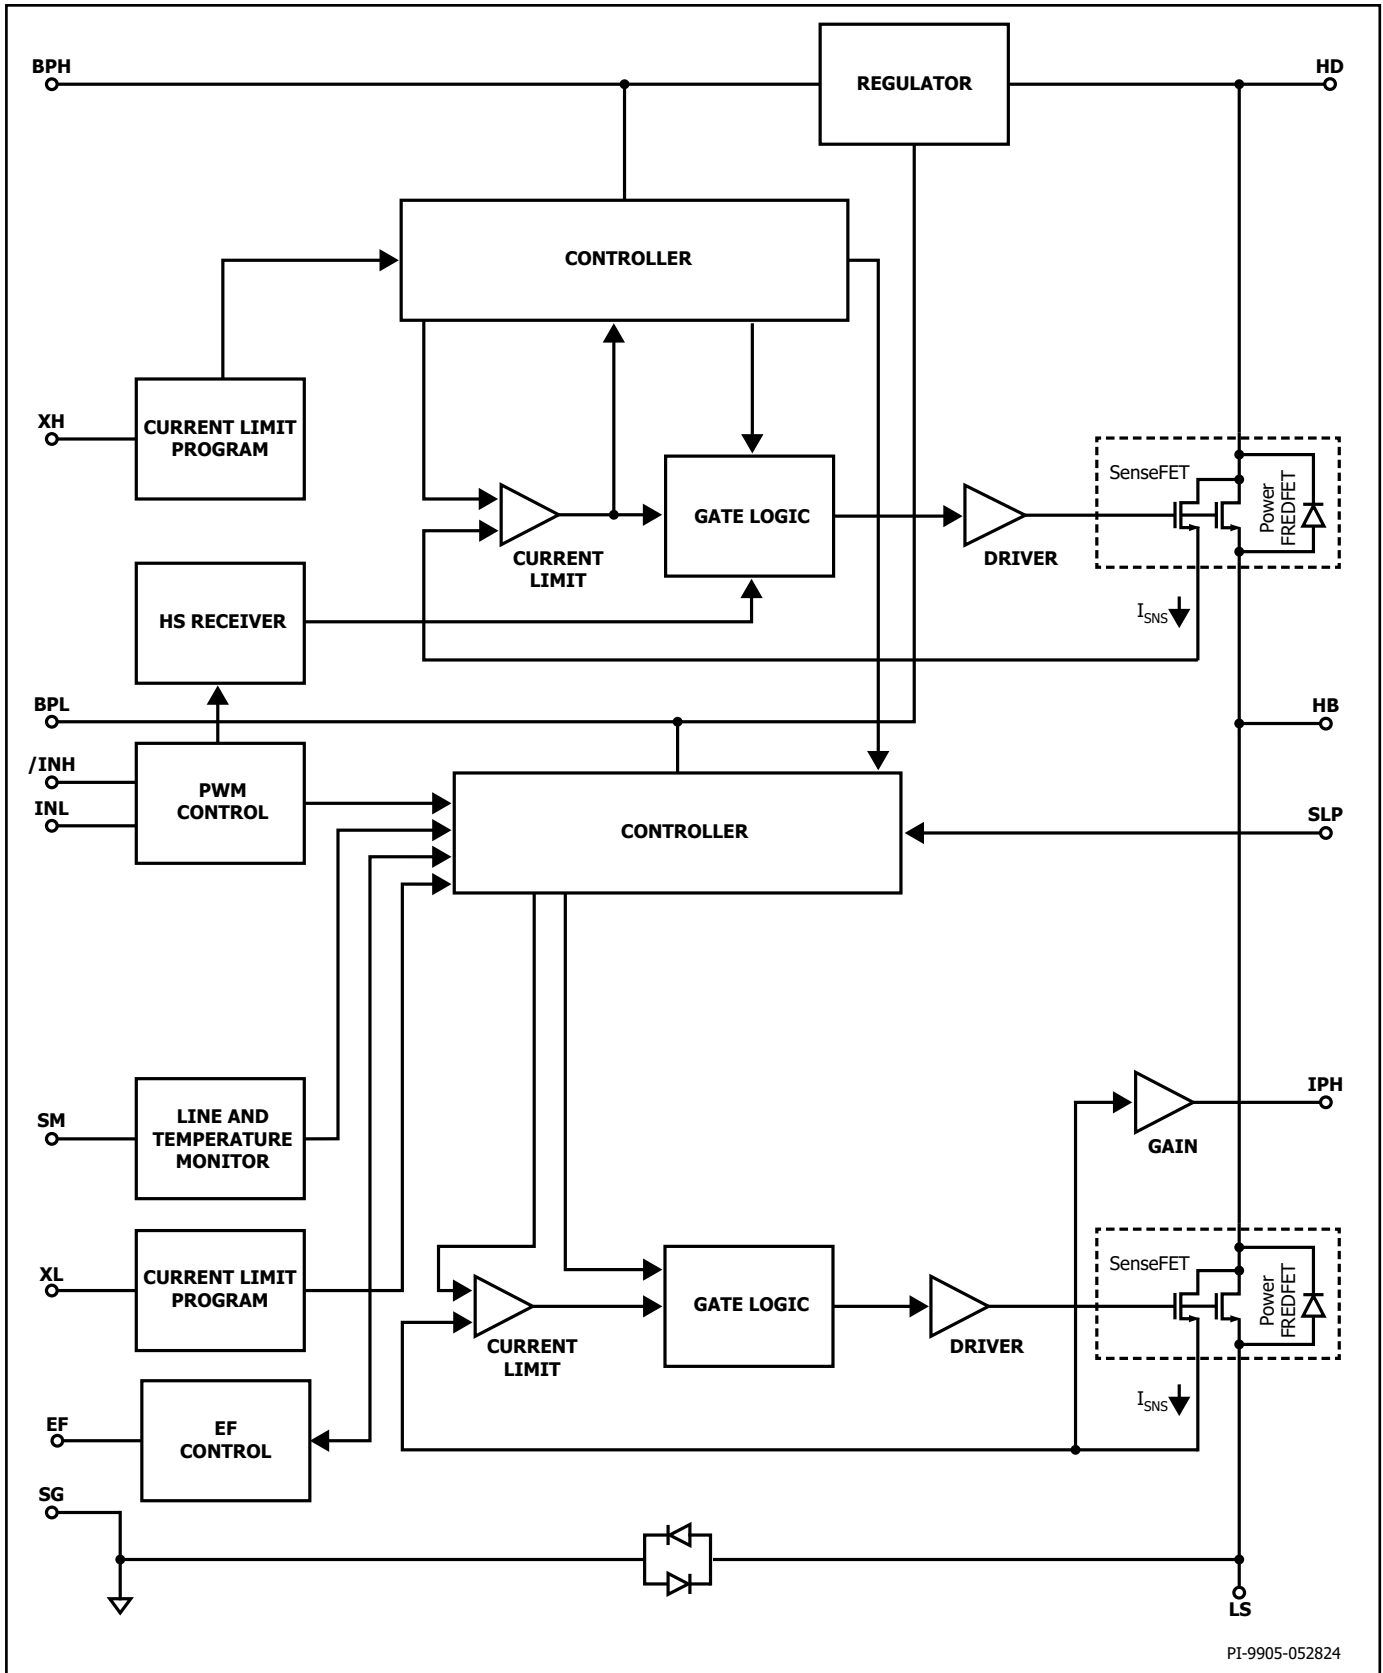 BPH
REGULATOR
HD
CONTROLLER
XH
CURRENT LIMIT
PROGRAM
SenseFET
Power
FREDFET
GATE LOGIC
CURRENT
LIMIT
DRIVER
HS RECEIVER
ISNS
BPL
HB
/INH
INL
PWM
CONTROL
CONTROLLER
SLP
SM
LINE AND
TEMPERATURE
MONITOR
IPH
GAIN
XL
CURRENT LIMIT
PROGRAM
SenseFET
Power
FREDFET
GATE LOGIC
CURRENT
LIMIT
DRIVER
ISNS
EF
EF
CONTROL
SG
LS
PI-9905-052824